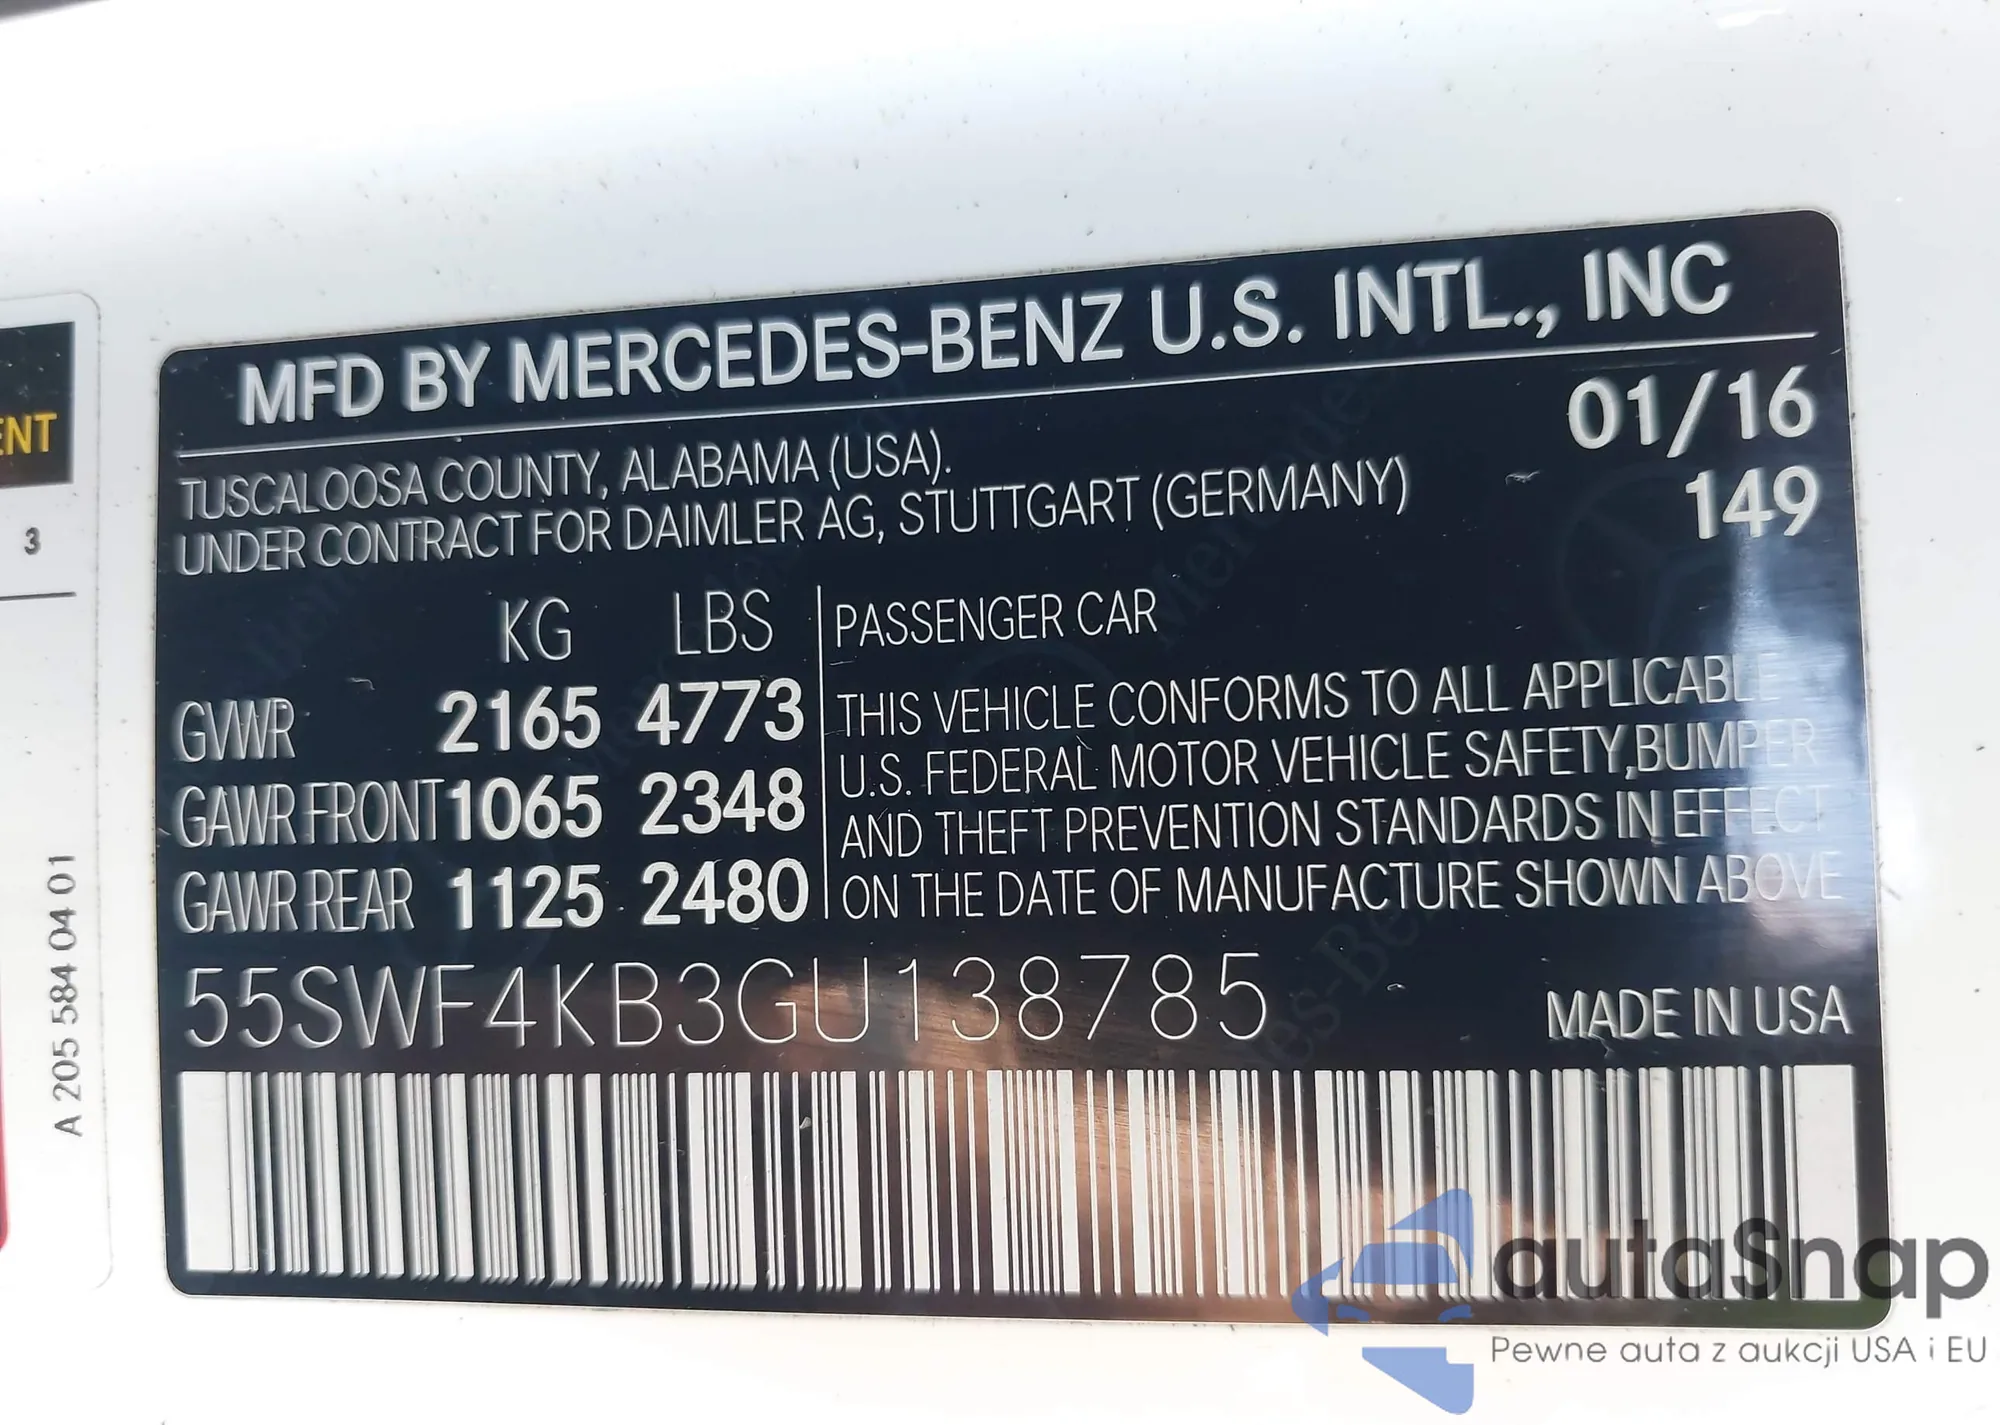 MFD BY MERCEDES-BENZ U.S. INTL., INC
01/16
TUSCALOOSA COUNTY, ALABAMA (USA).
UNDER CONTRACT FOR DAIMLER AG, STUTTGART (GERMANY)
149
KG LBS
GVWR 2165 4773
GAWR FRONT 1065 2348
GAWR REAR 1125 2480
PASSENGER CAR
THIS VEHICLE CONFORMS TO ALL APPLICABLE
U.S. FEDERAL MOTOR VEHICLE SAFETY,BUMPER
AND THEFT PREVENTION STANDARDS IN EFFECT
ON THE DATE OF MANUFACTURE SHOWN ABOVE
55SWF4KB3GU138785
MADE IN USA
ENT
3
A 205 584 04 01
autaSnap
Pewne auta z aukcji USA i EU